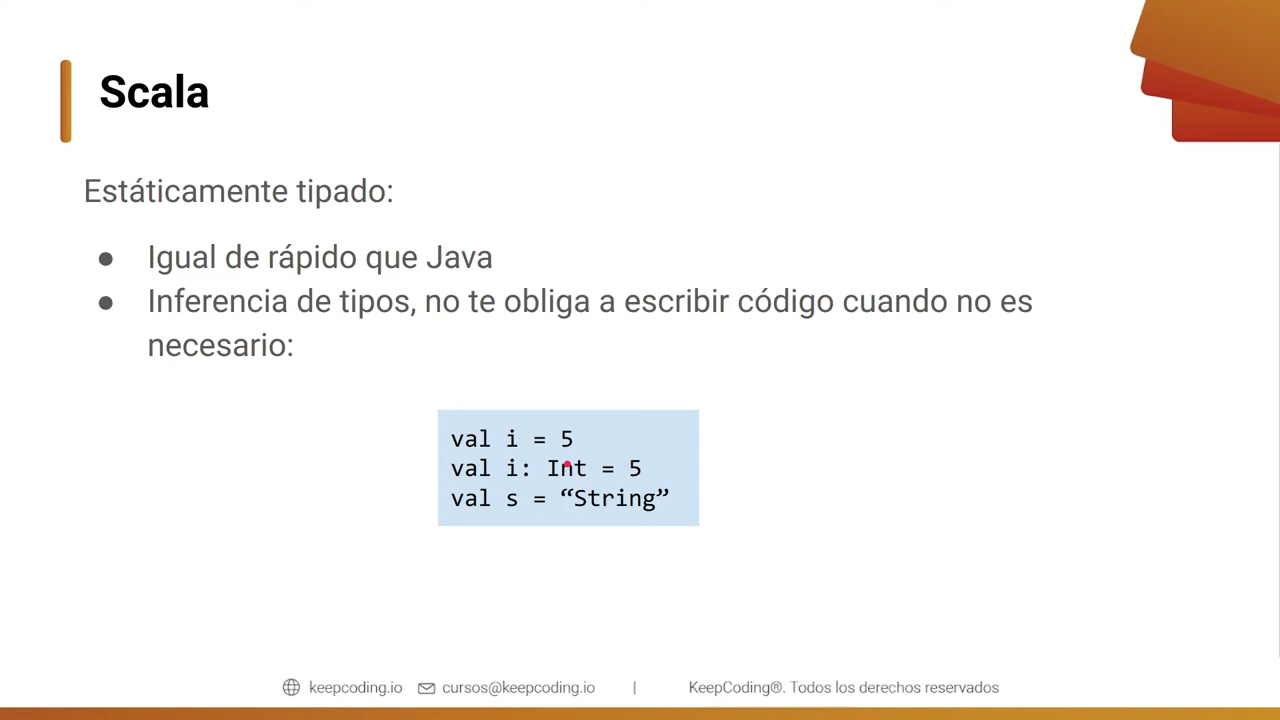 Scala
Estáticamente tipado:
● Igual de rápido que Java
● Inferencia de tipos, no te obliga a escribir código cuando no es
necesario:
val i = 5
val i: Int = 5
val s = “String”
keepcoding.io cursos@keepcoding.io | KeepCoding®. Todos los derechos reservados